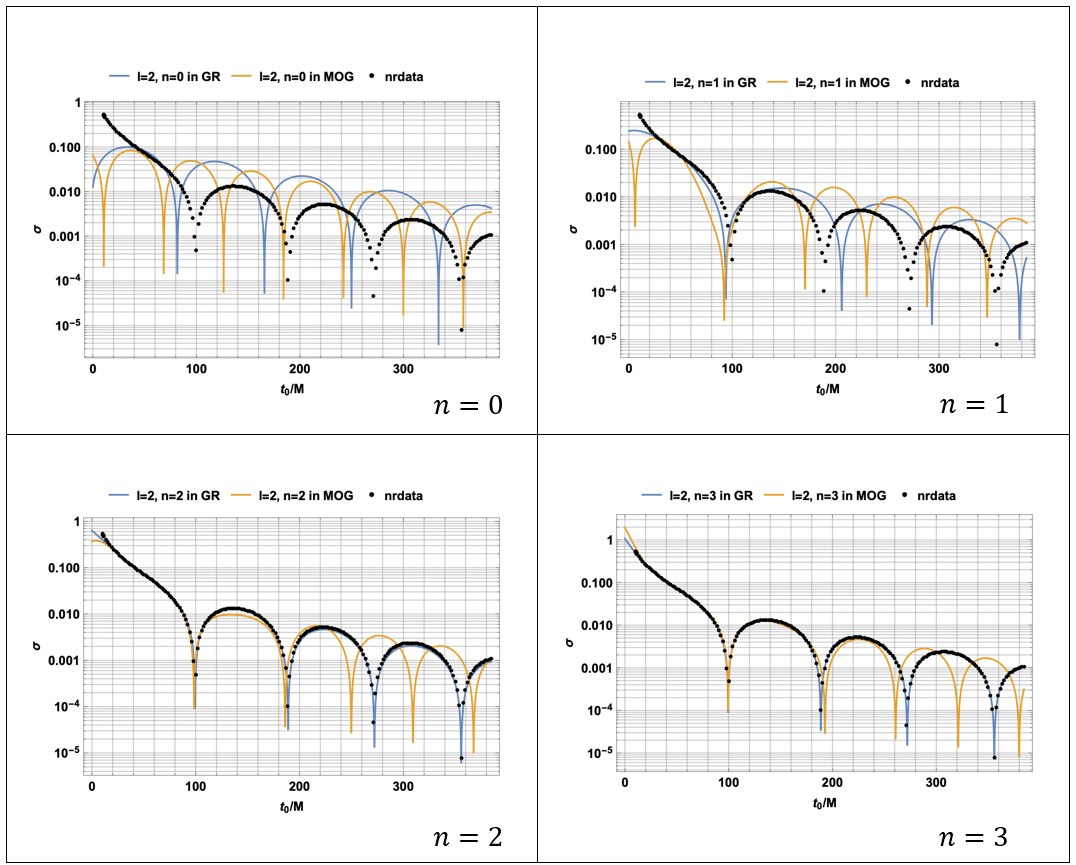 l=2, n=0 in GR l=2, n=0 in MOG nrdata
1
0.100
0.010
0.001
10⁻⁴
10⁻⁵
σ
0 100 200 300
t₀/M
n = 0
l=2, n=1 in GR l=2, n=1 in MOG nrdata
0.100
0.010
0.001
10⁻⁴
10⁻⁵
σ
0 100 200 300
t₀/M
n = 1
l=2, n=2 in GR l=2, n=2 in MOG nrdata
1
0.100
0.010
0.001
10⁻⁴
10⁻⁵
σ
0 100 200 300
t₀/M
n = 2
l=2, n=3 in GR l=2, n=3 in MOG nrdata
1
0.100
0.010
0.001
10⁻⁴
10⁻⁵
σ
0 100 200 300
t₀/M
n = 3